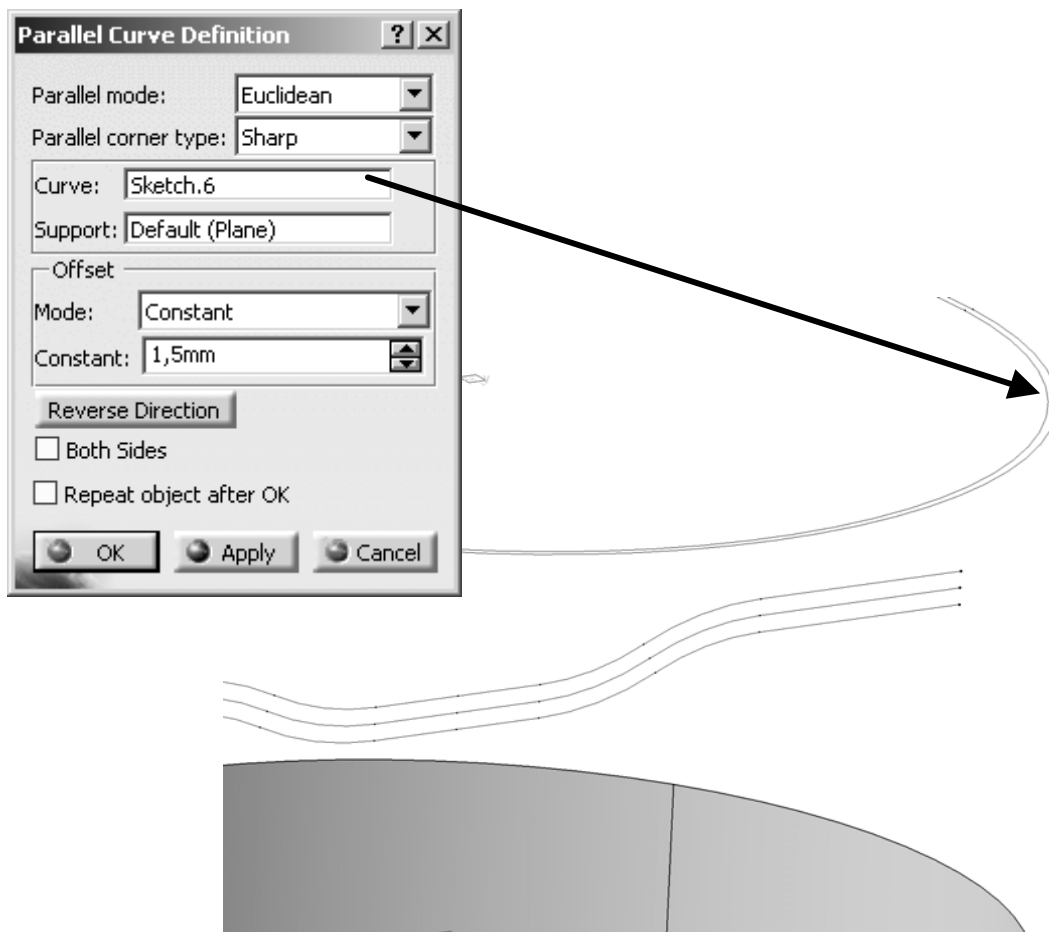 Parallel Curve Definition ? X
Parallel mode: Euclidean
Parallel corner type: Sharp
Curve: Sketch.6
Support: Default (Plane)
Offset
Mode: Constant
Constant: 1,5mm
Reverse Direction
Both Sides
Repeat object after OK
OK Apply Cancel